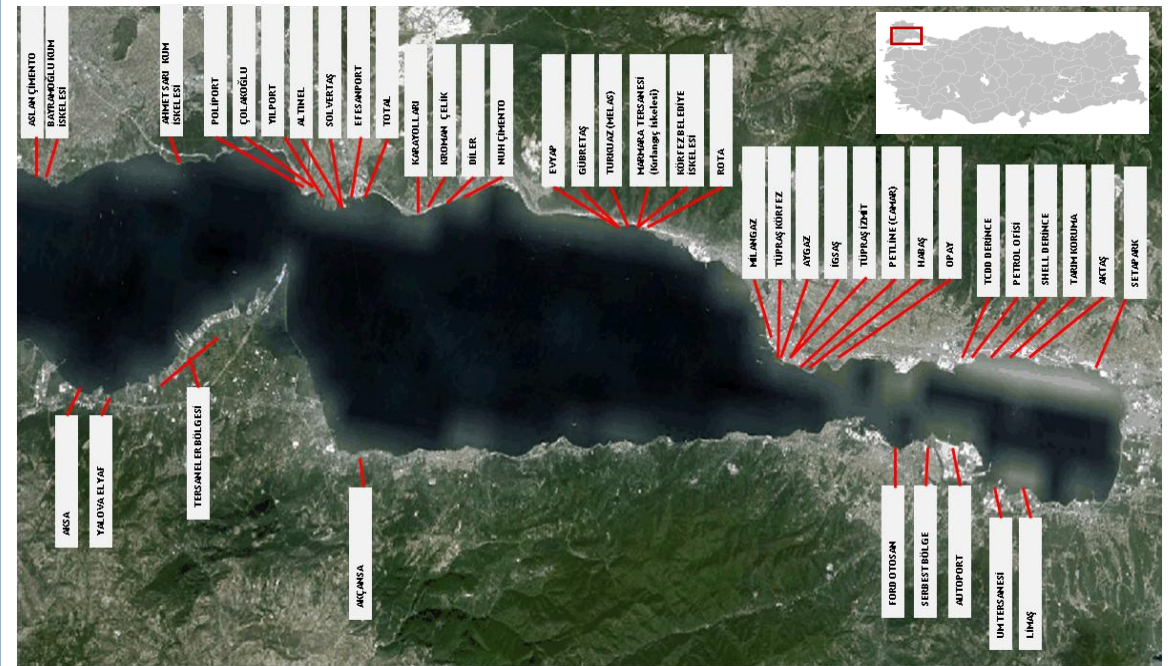 ASLAN ÇİMENTO
BAYRAMOĞLU KUM
İSKELESİ
AHMET SARI KUM
İSKELESİ
POLİPORT
ÇOLAKOĞLU
YILPORT
ALTINEL
SOLVERTAŞ
EFESANPORT
TOTAL
KARAYOLLARI
KROMAN ÇELİK
DİLER
NUH ÇİMENTO
EVYAP
GÜBRETAŞ
TURKUAZ (MELAS)
MARMARA TERSANESİ
(Kırlangıç İskelesi)
KÖRFEZ BELEDİYE
İSKELESİ
ROTA
MİLANGAZ
TÜPRAŞ KÖRFEZ
AYGAZ
İGSAŞ
TÜPRAŞ İZMİT
PETLİNE (CAMAR)
HABAŞ
OPAY
TCDD DERİNCE
PETROL OFİSİ
SHELL DERİNCE
TARIM KORUMA
AKTAŞ
SETAPARK
AKSA
YALOVA ELYAF
TERSANELER BÖLGESİ
AKÇANSA
FORD OTOSAN
SERBEST BÖLGE
AUTOPORT
UM TERSANESİ
LİMAŞ